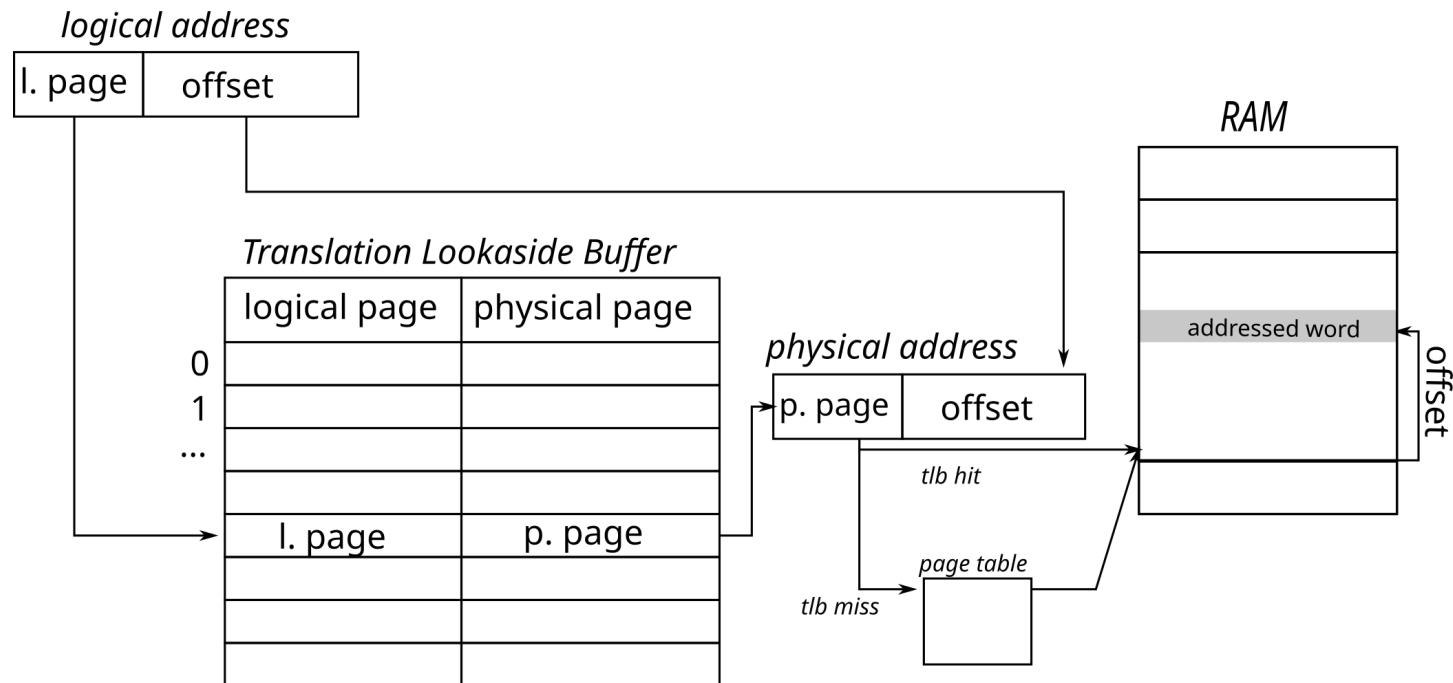 logical address
l. page
offset
RAM
Translation Lookaside Buffer
logical page
physical page
0
1
...
l. page
p. page
physical address
p. page
offset
tlb hit
tlb miss
page table
addressed word
offset